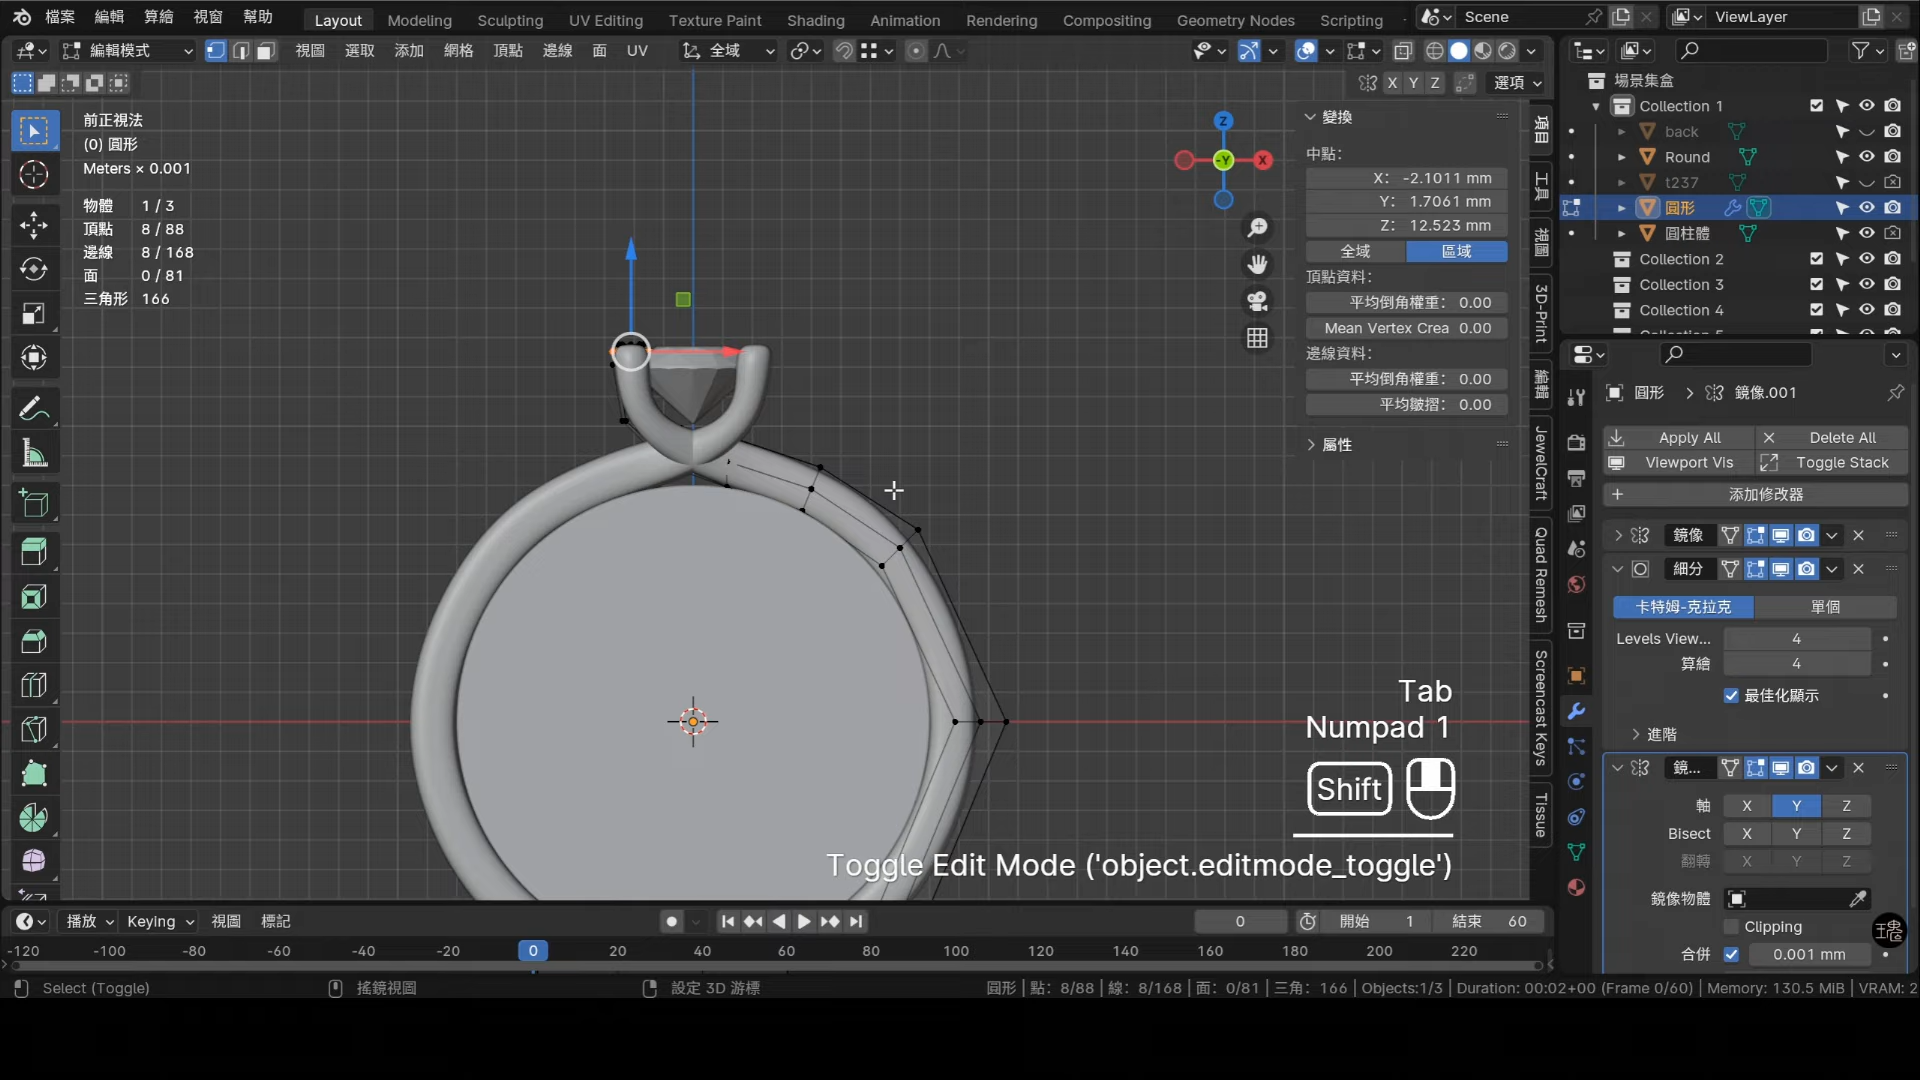 檔案 編輯 算繪 視窗 幫助 Layout Modeling Sculpting UV Editing Texture Paint Shading Animation Rendering Compositing Geometry Nodes Scripting Scene ViewLayer
編輯模式 視圖 選取 添加 網格 頂點 邊線 面 UV 全域
X Y Z 選項
前正視法
(0) 圓形
Meters × 0.001
物體 1 / 3
頂點 8 / 88
邊線 8 / 168
面 0 / 81
三角形 166
Z
-Y
X
變換
中點:
X: -2.1011 mm
Y: 1.7061 mm
Z: 12.523 mm
全域 區域
頂點資料:
平均倒角權重: 0.00
Mean Vertex Crea 0.00
邊線資料:
平均倒角權重: 0.00
平均皺摺: 0.00
屬性
項目
工具
視圖
3D-Print
編輯
JewelCraft
Quad Remesh
Screencast Keys
Tissue
場景集盒
Collection 1
back
Round
t237
圓形
圓柱體
Collection 2
Collection 3
Collection 4
圓形 > 鏡像.001
Apply All Delete All
Viewport Vis Toggle Stack
添加修改器
鏡像
細分
卡特姆-克拉克 單個
Levels View... 4
算繪 4
最佳化顯示
進階
鏡...
軸 X Y Z
Bisect X Y Z
翻轉 X Y Z
鏡像物體
Clipping
合併 0.001 mm
Tab
Numpad 1
Shift
Toggle Edit Mode ('object.editmode_toggle')
播放 Keying 視圖 標記 0 開始 1 結束 60
-120 -100 -80 -60 -40 -20 0 20 40 60 80 100 120 140 160 180 200 220
Select (Toggle) 搖鏡視圖 設定 3D 游標 圓形 | 點: 8/88 | 線: 8/168 | 面: 0/81 | 三角: 166 | Objects:1/3 | Duration: 00:02+00 (Frame 0/60) | Memory: 130.5 MiB | VRAM: 2